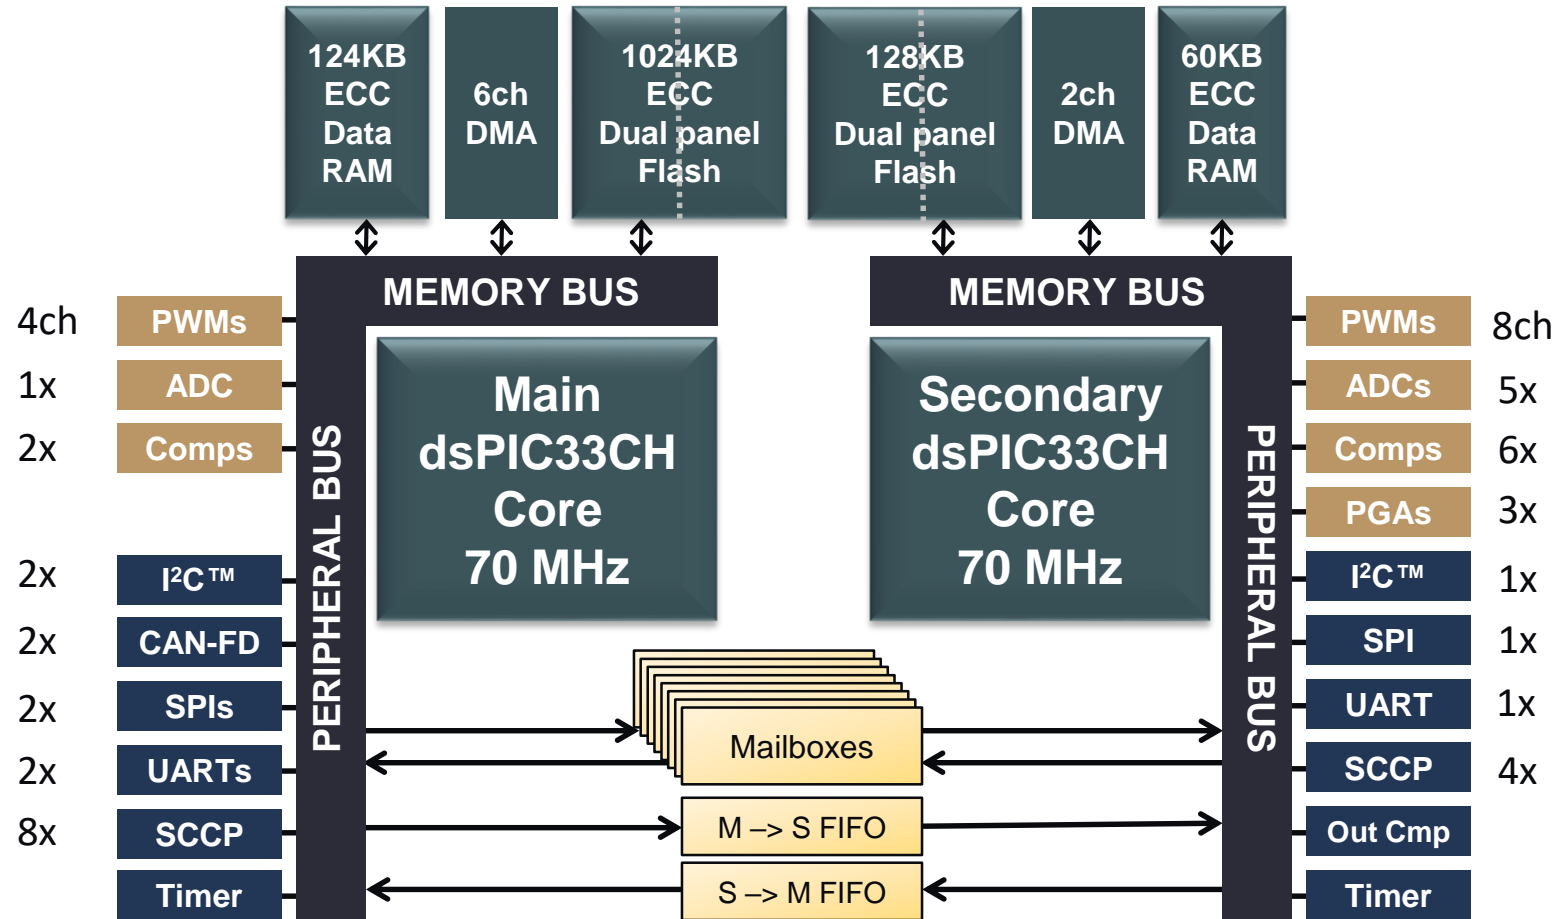 124KB
ECC
Data
RAM
6ch
DMA
1024KB
ECC
Dual panel
Flash
128KB
ECC
Dual panel
Flash
2ch
DMA
60KB
ECC
Data
RAM
MEMORY BUS
MEMORY BUS
4ch
PWMs
1x
ADC
2x
Comps
2x
I²C™
2x
CAN-FD
2x
SPIs
2x
UARTs
8x
SCCP
Timer
PERIPHERAL BUS
Main
dsPIC33CH
Core
70 MHz
Secondary
dsPIC33CH
Core
70 MHz
Mailboxes
M –> S FIFO
S –> M FIFO
PERIPHERAL BUS
PWMs
8ch
ADCs
5x
Comps
6x
PGAs
3x
I²C™
1x
SPI
1x
UART
1x
SCCP
4x
Out Cmp
Timer